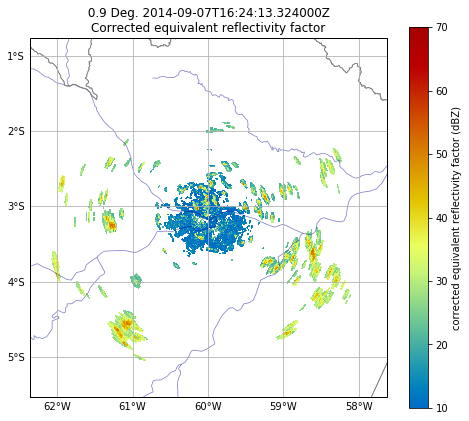 0.9 Deg. 2014-09-07T16:24:13.324000Z
Corrected equivalent reflectivity factor
70
60
50
40
30
20
10
corrected equivalent reflectivity factor (dBZ)
1°S
2°S
3°S
4°S
5°S
62°W 61°W 60°W 59°W 58°W